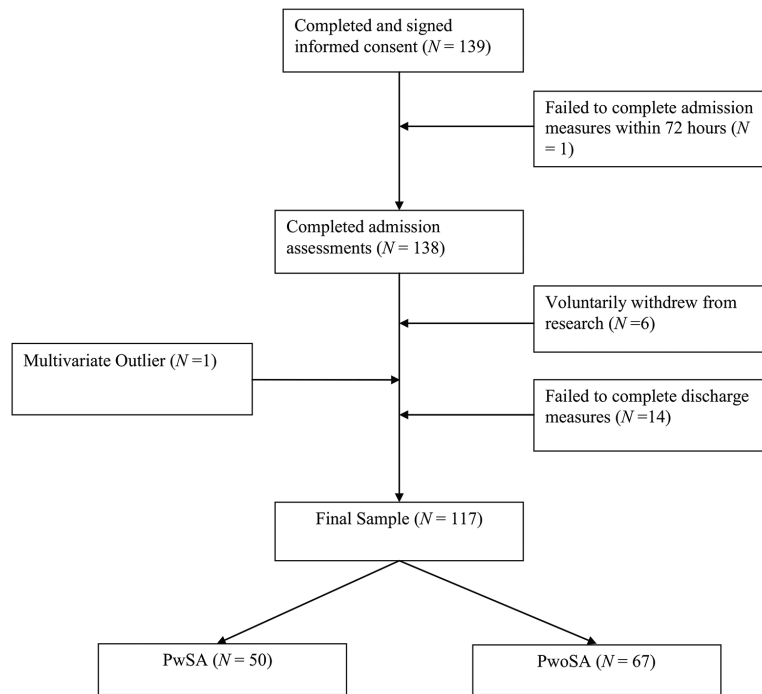 Completed and signed
informed consent (N = 139)
Failed to complete admission
measures within 72 hours (N
= 1)
Completed admission
assessments (N = 138)
Voluntarily withdrew from
research (N =6)
Multivariate Outlier (N =1)
Failed to complete discharge
measures (N =14)
Final Sample (N = 117)
PwSA (N = 50)
PwoSA (N = 67)